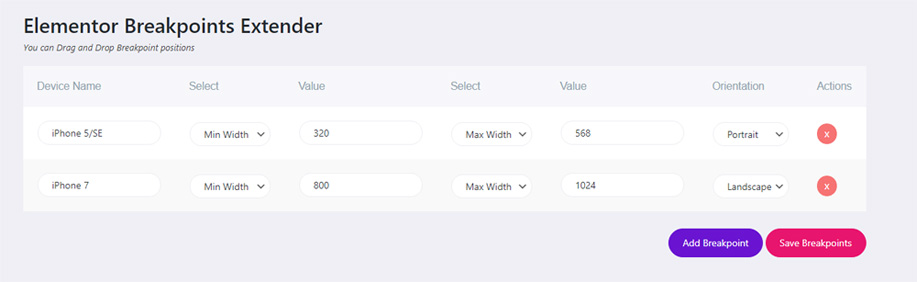 Elementor Breakpoints Extender
You can Drag and Drop Breakpoint positions
Device Name Select Value Select Value Orientation Actions
iPhone 5/SE Min Width 320 Max Width 568 Portrait x
iPhone 7 Min Width 800 Max Width 1024 Landscape x
Add Breakpoint Save Breakpoints